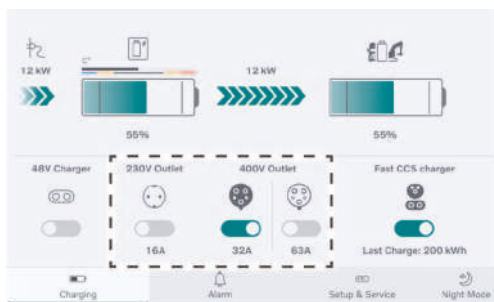 12 kW
12 kW
55%
55%
48V Charger
230V Outlet
400V Outlet
Fast CCS charger
16A
32A
63A
Last Charge: 200 kWh
Charging
Alarm
Setup & Service
Night Mode